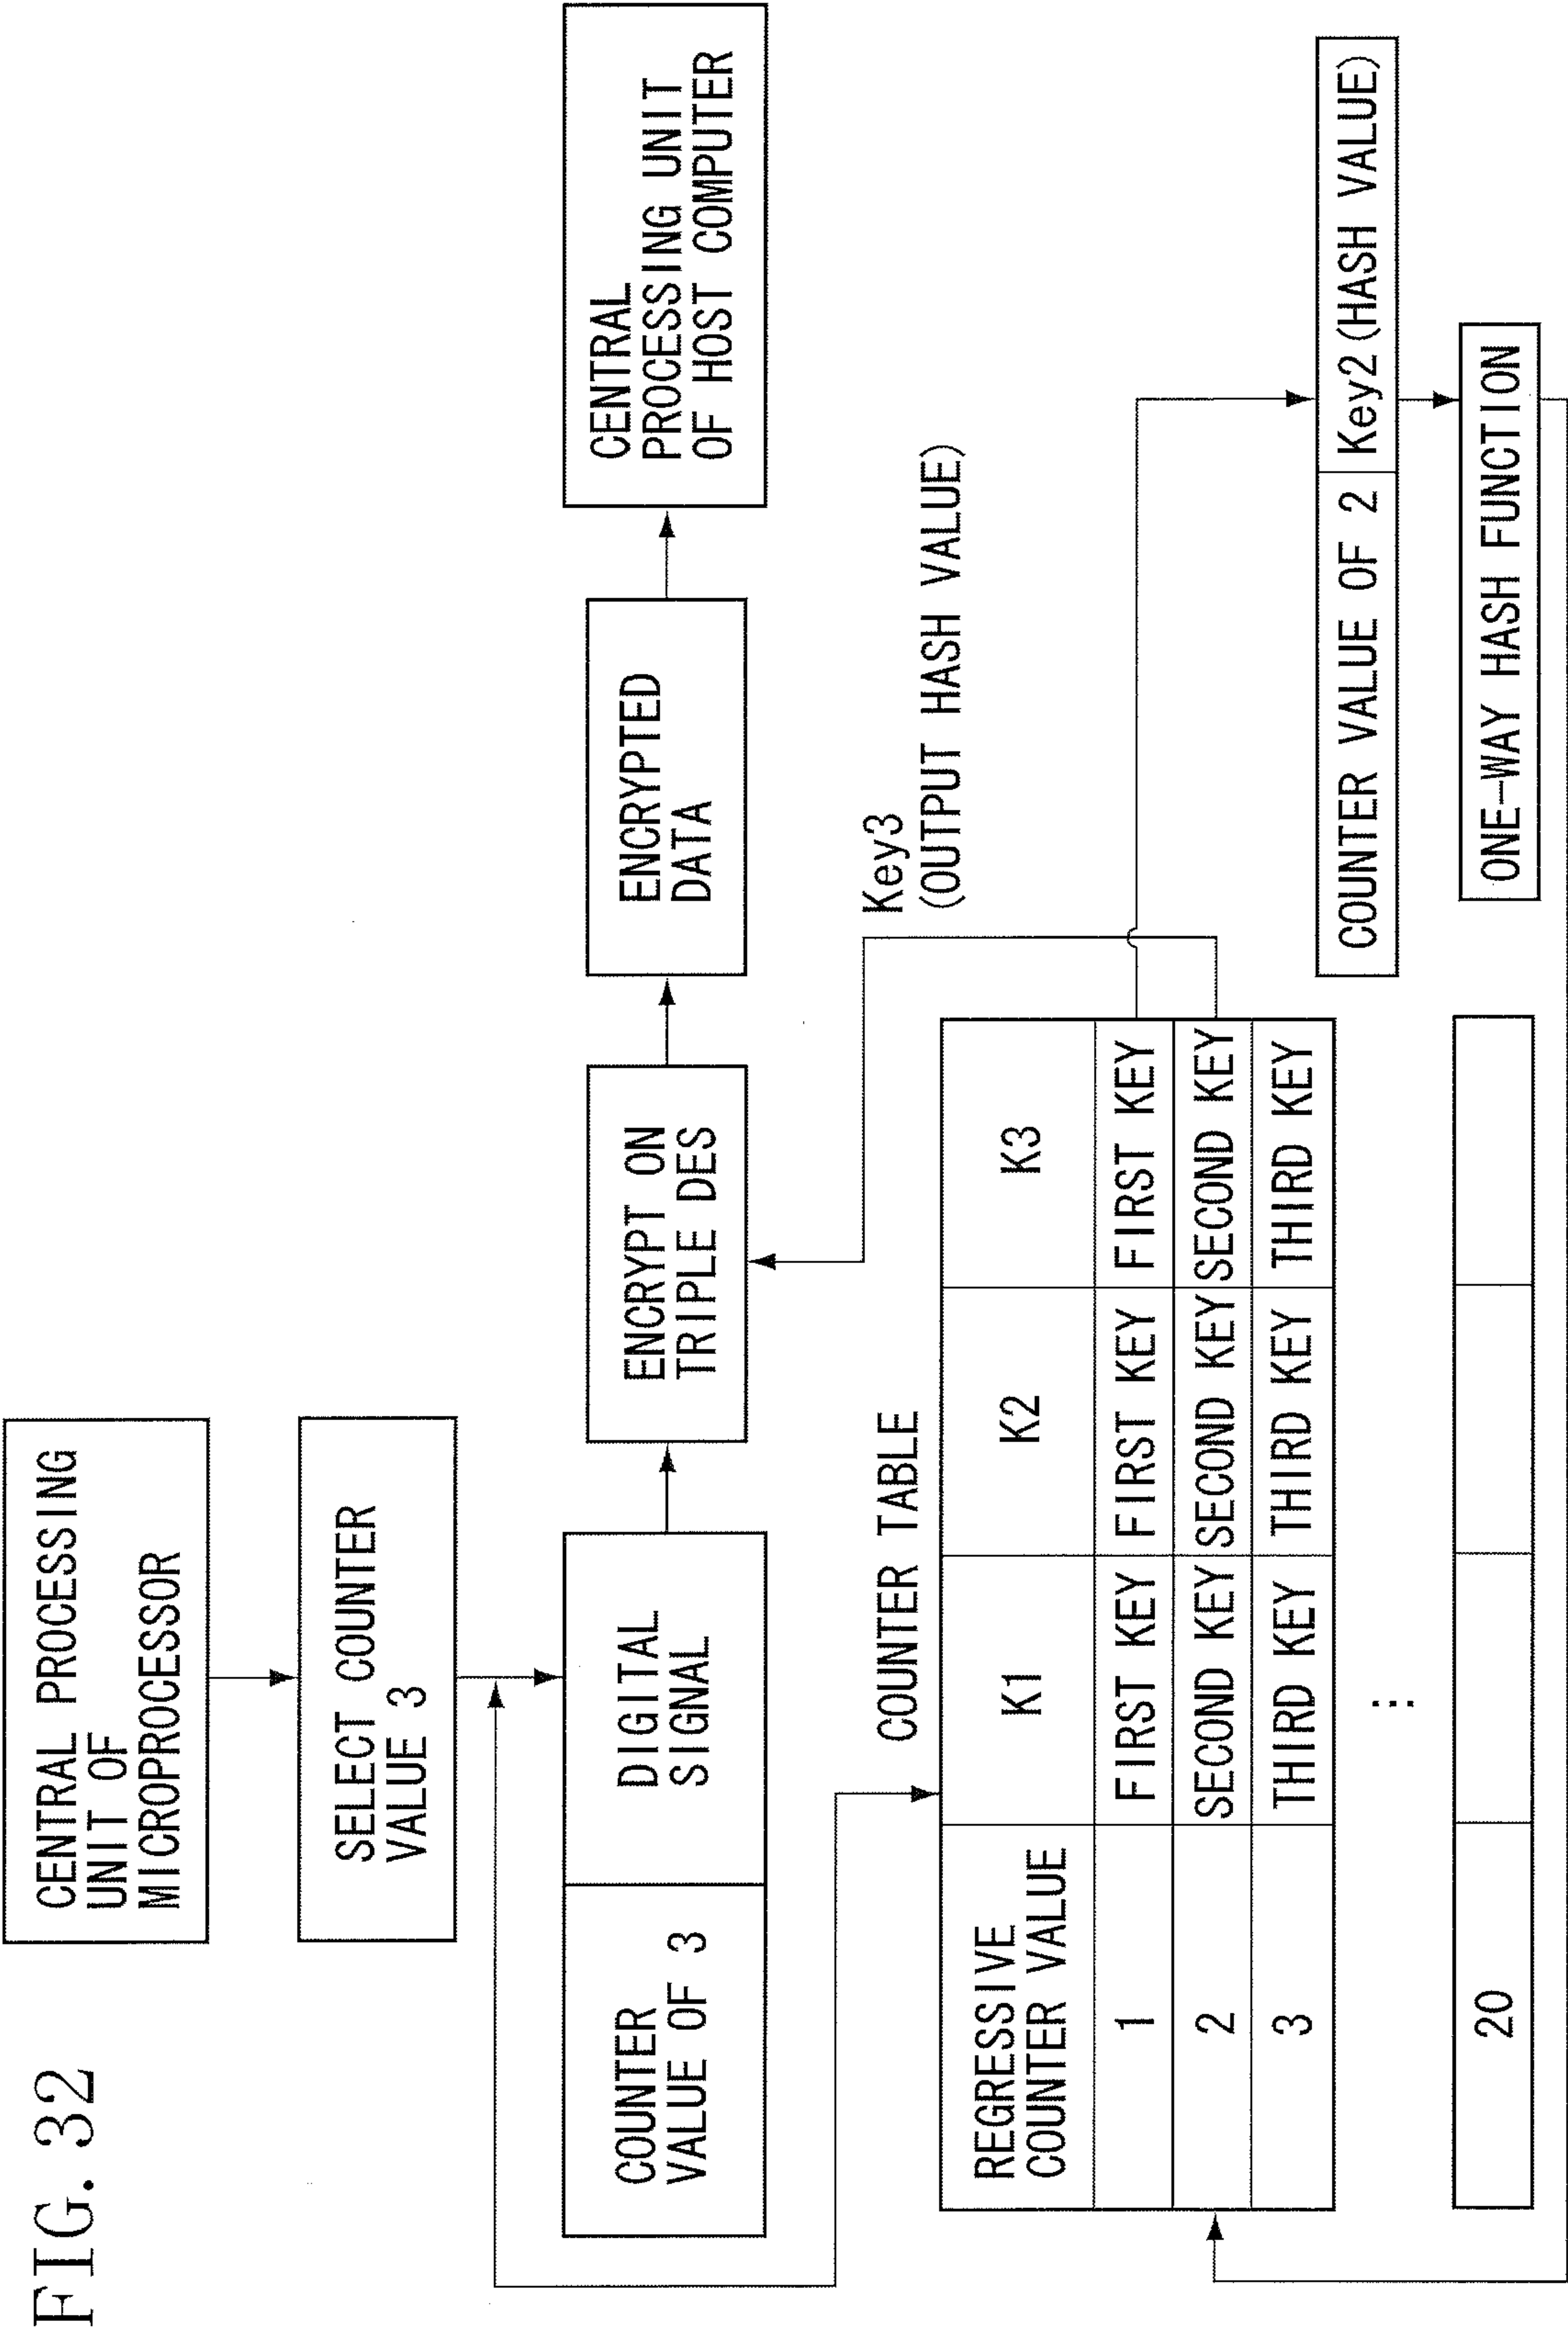 FIG. 32
CENTRAL PROCESSING
UNIT OF
MICROPROCESSOR
SELECT COUNTER
VALUE 3
COUNTER
VALUE OF 3
DIGITAL
SIGNAL
ENCRYPT ON
TRIPLE DES
ENCRYPTED
DATA
CENTRAL
PROCESSING UNIT
OF HOST COMPUTER
Key3
(OUTPUT HASH VALUE)
COUNTER TABLE
REGRESSIVE
COUNTER VALUE
K1
K2
K3
1
FIRST KEY
FIRST KEY
FIRST KEY
2
SECOND KEY
SECOND KEY
SECOND KEY
3
THIRD KEY
THIRD KEY
THIRD KEY
⋮
20
COUNTER VALUE OF 2
Key2(HASH VALUE)
ONE-WAY HASH FUNCTION